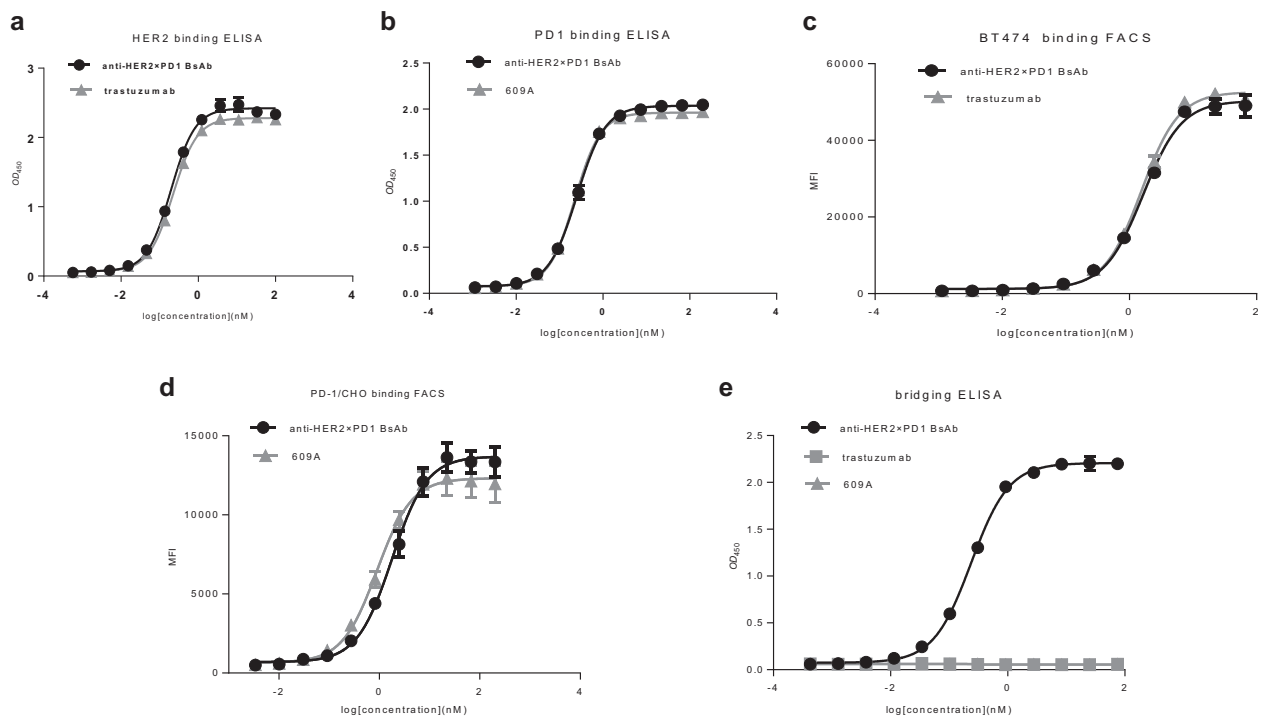 a
HER2 binding ELISA
anti-HER2×PD1 BsAb
trastuzumab
3
2
1
0
OD450
-4
-2
0
2
4
log[concentration](nM)
b
PD1 binding ELISA
anti-HER2×PD1 BsAb
609A
2.5
2.0
1.5
1.0
0.5
0.0
OD450
-4
-2
0
2
4
log[concentration](nM)
c
BT474 binding FACS
anti-HER2×PD1 BsAb
trastuzumab
60000
40000
20000
0
MFI
-4
-2
0
2
log[concentration](nM)
d
PD-1/CHO binding FACS
anti-HER2×PD1 BsAb
609A
15000
10000
5000
0
MFI
-2
0
2
4
log[concentration](nM)
e
bridging ELISA
anti-HER2×PD1 BsAb
trastuzumab
609A
2.5
2.0
1.5
1.0
0.5
0.0
OD450
-4
-2
0
2
log[concentration](nM)